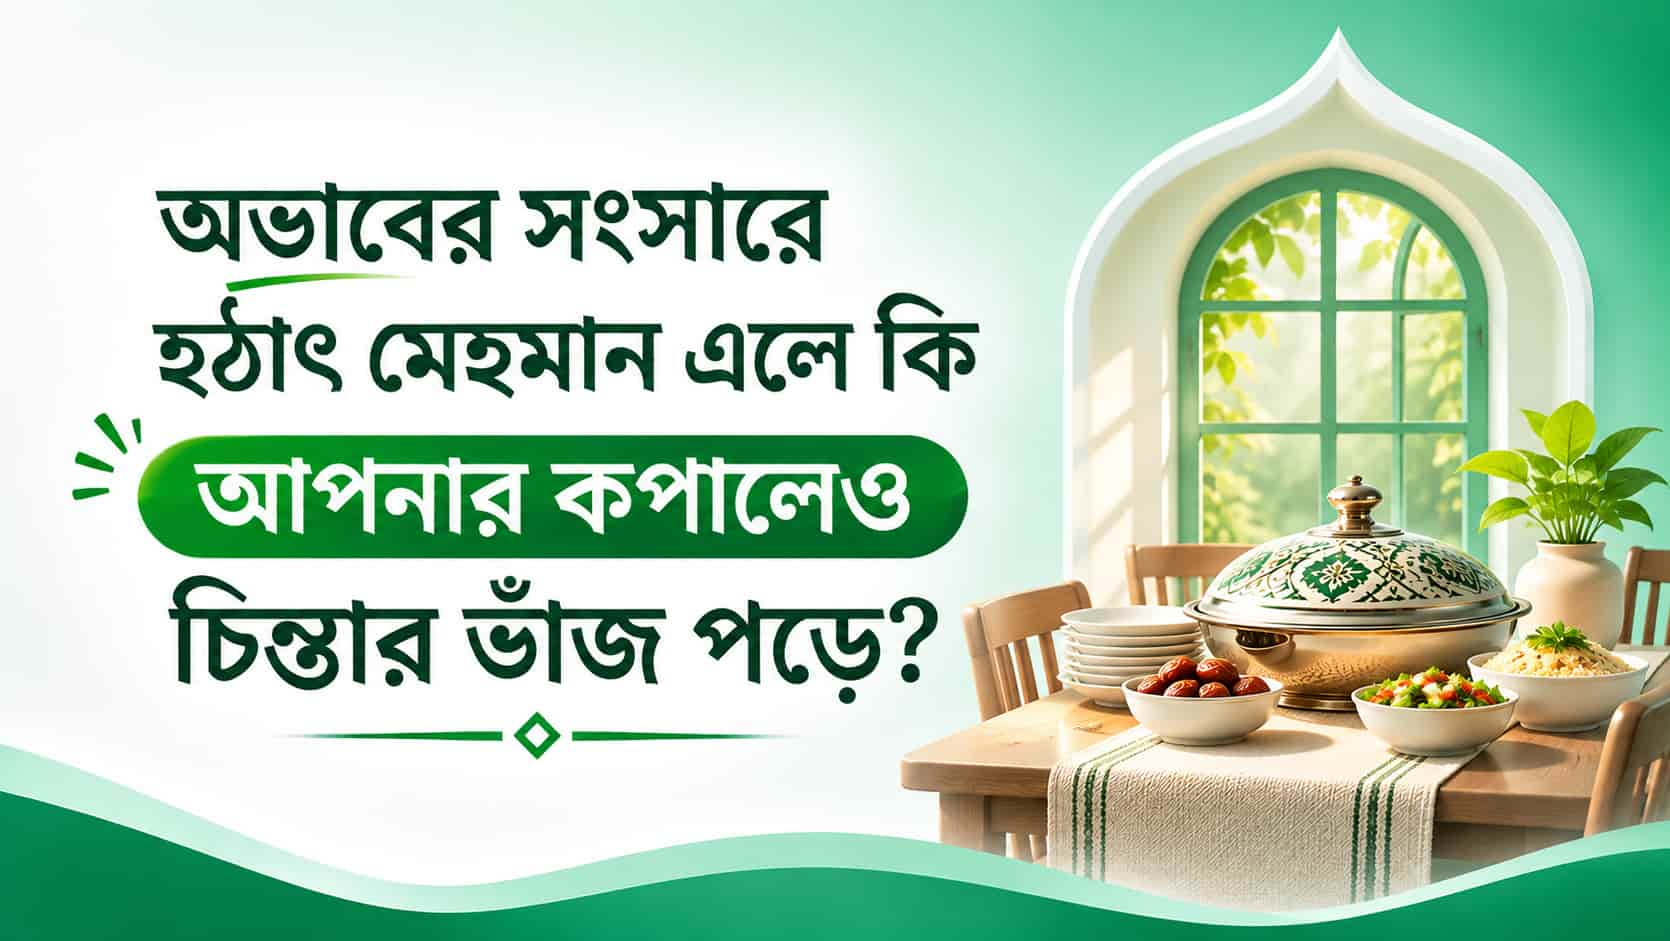 অভাবের সংসারে
হঠাৎ মেহমান এলে কি
আপনার কপালেও
চিন্তার ভাঁজ পড়ে?